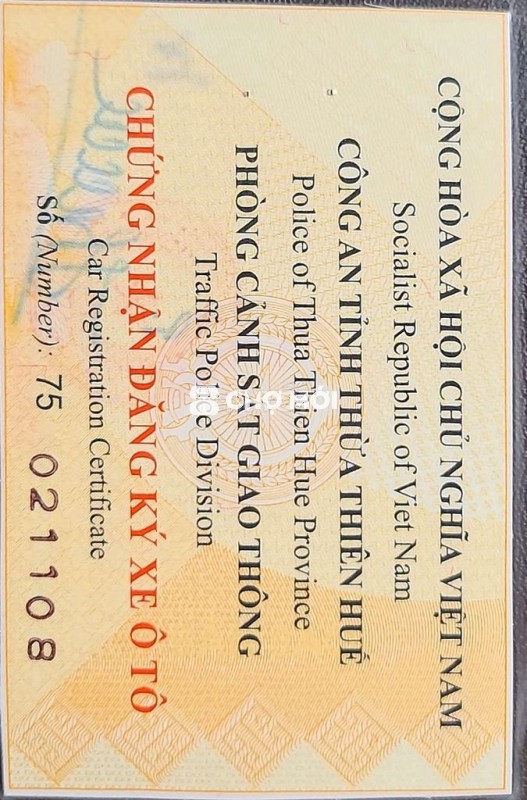 CỘNG HÒA XÃ HỘI CHỦ NGHĨA VIỆT NAM
Socialist Republic of Viet Nam
CÔNG AN TỈNH THỪA THIÊN HUẾ
Police of Thua Thien Hue Province
PHÒNG CẢNH SÁT GIAO THÔNG
Traffic Police Division
CHỨNG NHẬN ĐĂNG KÝ XE Ô TÔ
Car Registration Certificate
Số (Number): 75 021108
CHỢ MỚI